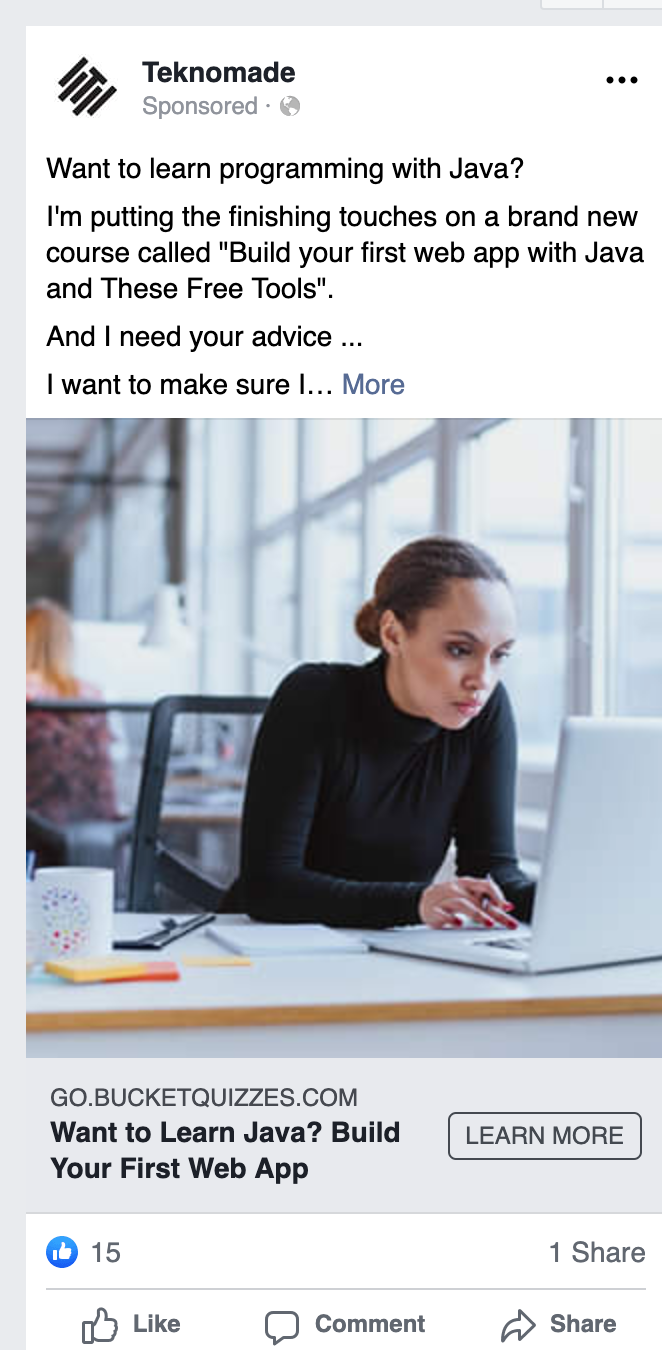 Teknomade
Sponsored ·
Want to learn programming with Java?
I'm putting the finishing touches on a brand new
course called "Build your first web app with Java
and These Free Tools".
And I need your advice ...
I want to make sure I... More
GO.BUCKETQUIZZES.COM
Want to Learn Java? Build
Your First Web App
LEARN MORE
15
1 Share
Like
Comment
Share